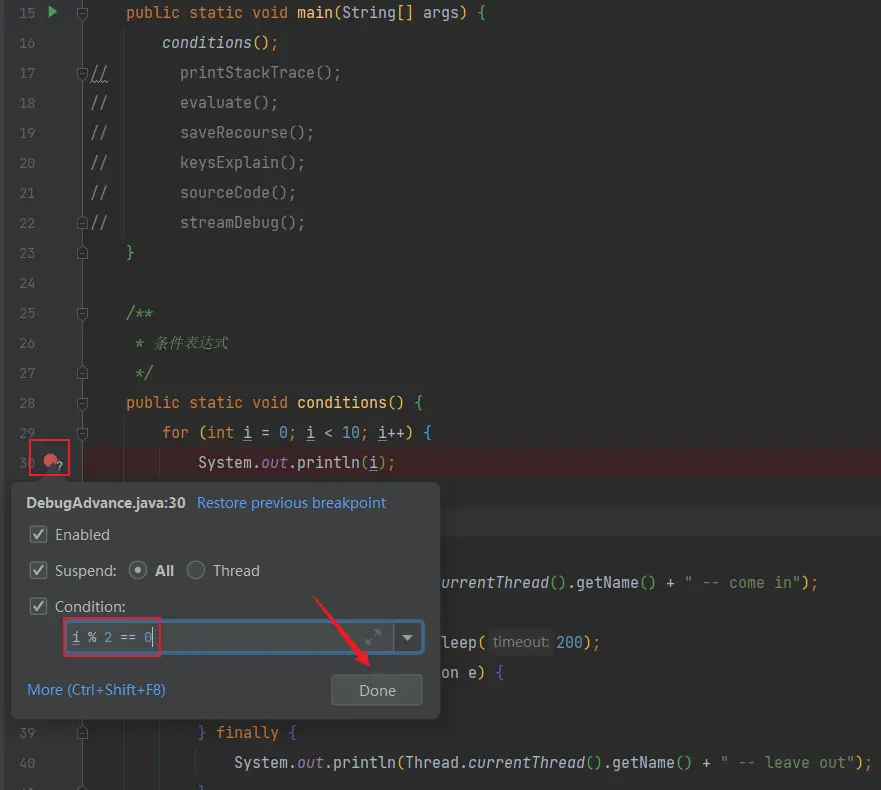 15 public static void main(String[] args) {
16 conditions();
17 // printStackTrace();
18 // evaluate();
19 // saveRecourse();
20 // keysExplain();
21 // sourceCode();
22 // streamDebug();
23 }
24
25 /**
26 * 条件表达式
27 */
28 public static void conditions() {
29 for (int i = 0; i < 10; i++) {
30 System.out.println(i);
DebugAdvance.java:30 Restore previous breakpoint
Enabled
Suspend: All Thread
urrentThread().getName() + " -- come in");
Condition:
i % 2 == 0
leep( timeout: 200);
on e) {
More (Ctrl+Shift+F8) Done
39 } finally {
40 System.out.println(Thread.currentThread().getName() + " -- leave out");